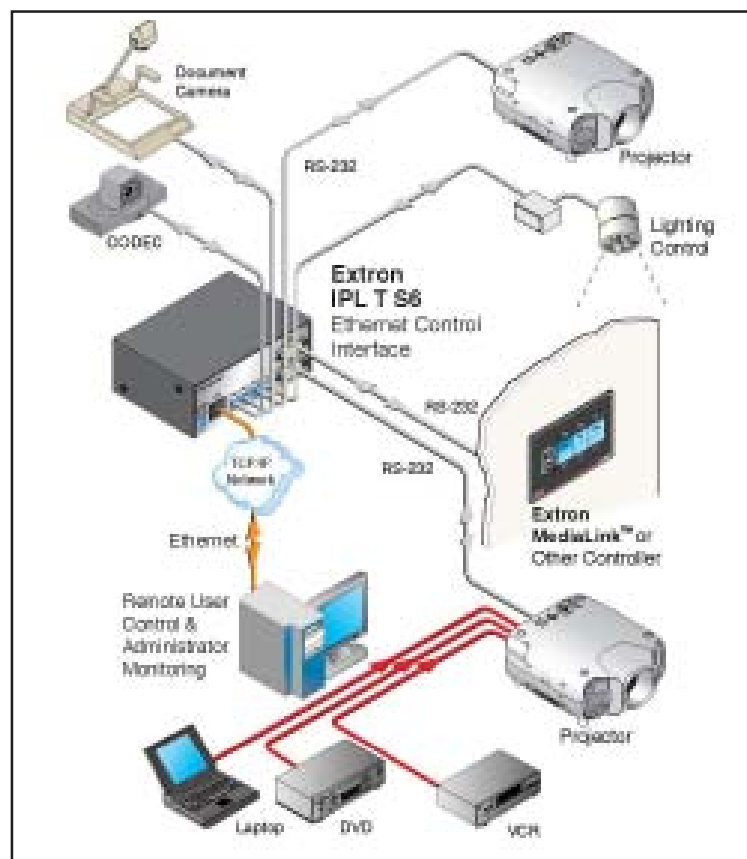 Document
Camera
RS-232
Projector
CODEC
Lighting
Control
Extron
IPL T S6
Ethernet Control
Interface
RS-232
RS-232
TCP/IP
Network
Extron
MediaLink™ or
Other Controller
Ethernet
Remote User
Control &
Administrator
Monitoring
Projector
Laptop
DVD
VCR